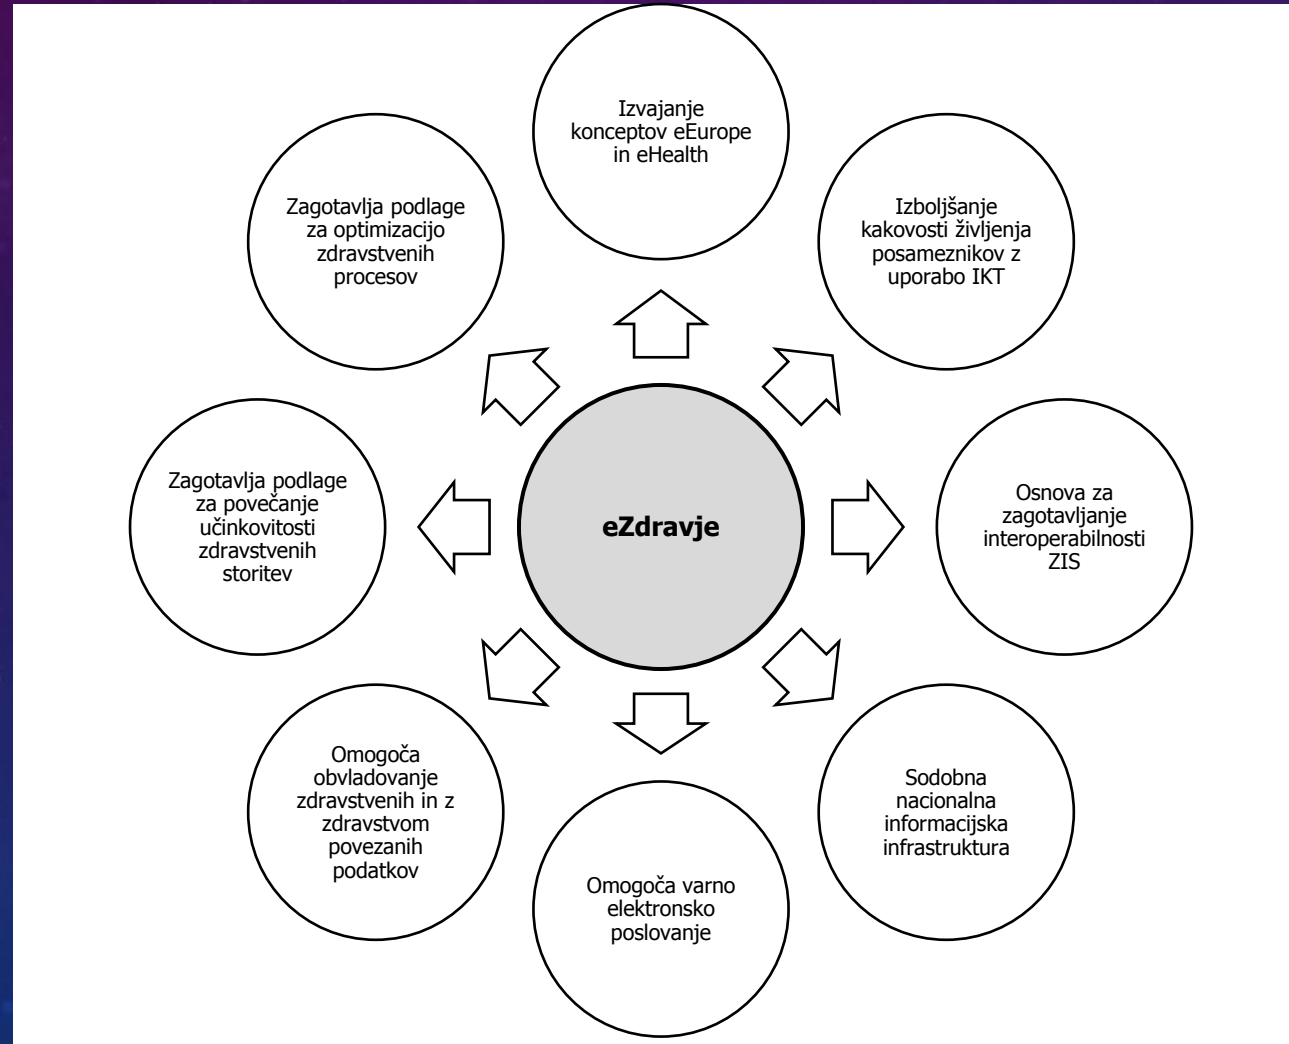 Izvajanje
konceptov eEurope
in eHealth
Izboljšanje
kakovosti življenja
posameznikov z
uporabo IKT
Osnova za
zagotavljanje
interoperabilnosti
ZIS
Sodobna
nacionalna
informacijska
infrastruktura
Omogoča varno
elektronsko
poslovanje
Omogoča
obvladovanje
zdravstvenih in z
zdravstvom
povezanih
podatkov
Zagotavlja podlage
za povečanje
učinkovitosti
zdravstvenih
storitev
Zagotavlja podlage
za optimizacijo
zdravstvenih
procesov
eZdravje